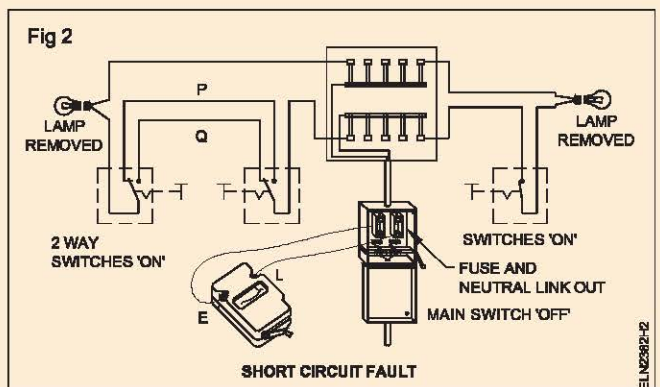 Fig 2
P
Q
LAMP
REMOVED
LAMP
REMOVED
2 WAY
SWITCHES 'ON'
SWITCHES 'ON'
L
E
FUSE AND
NEUTRAL LINK OUT
MAIN SWITCH 'OFF'
SHORT CIRCUIT FAULT
ELN2382H2